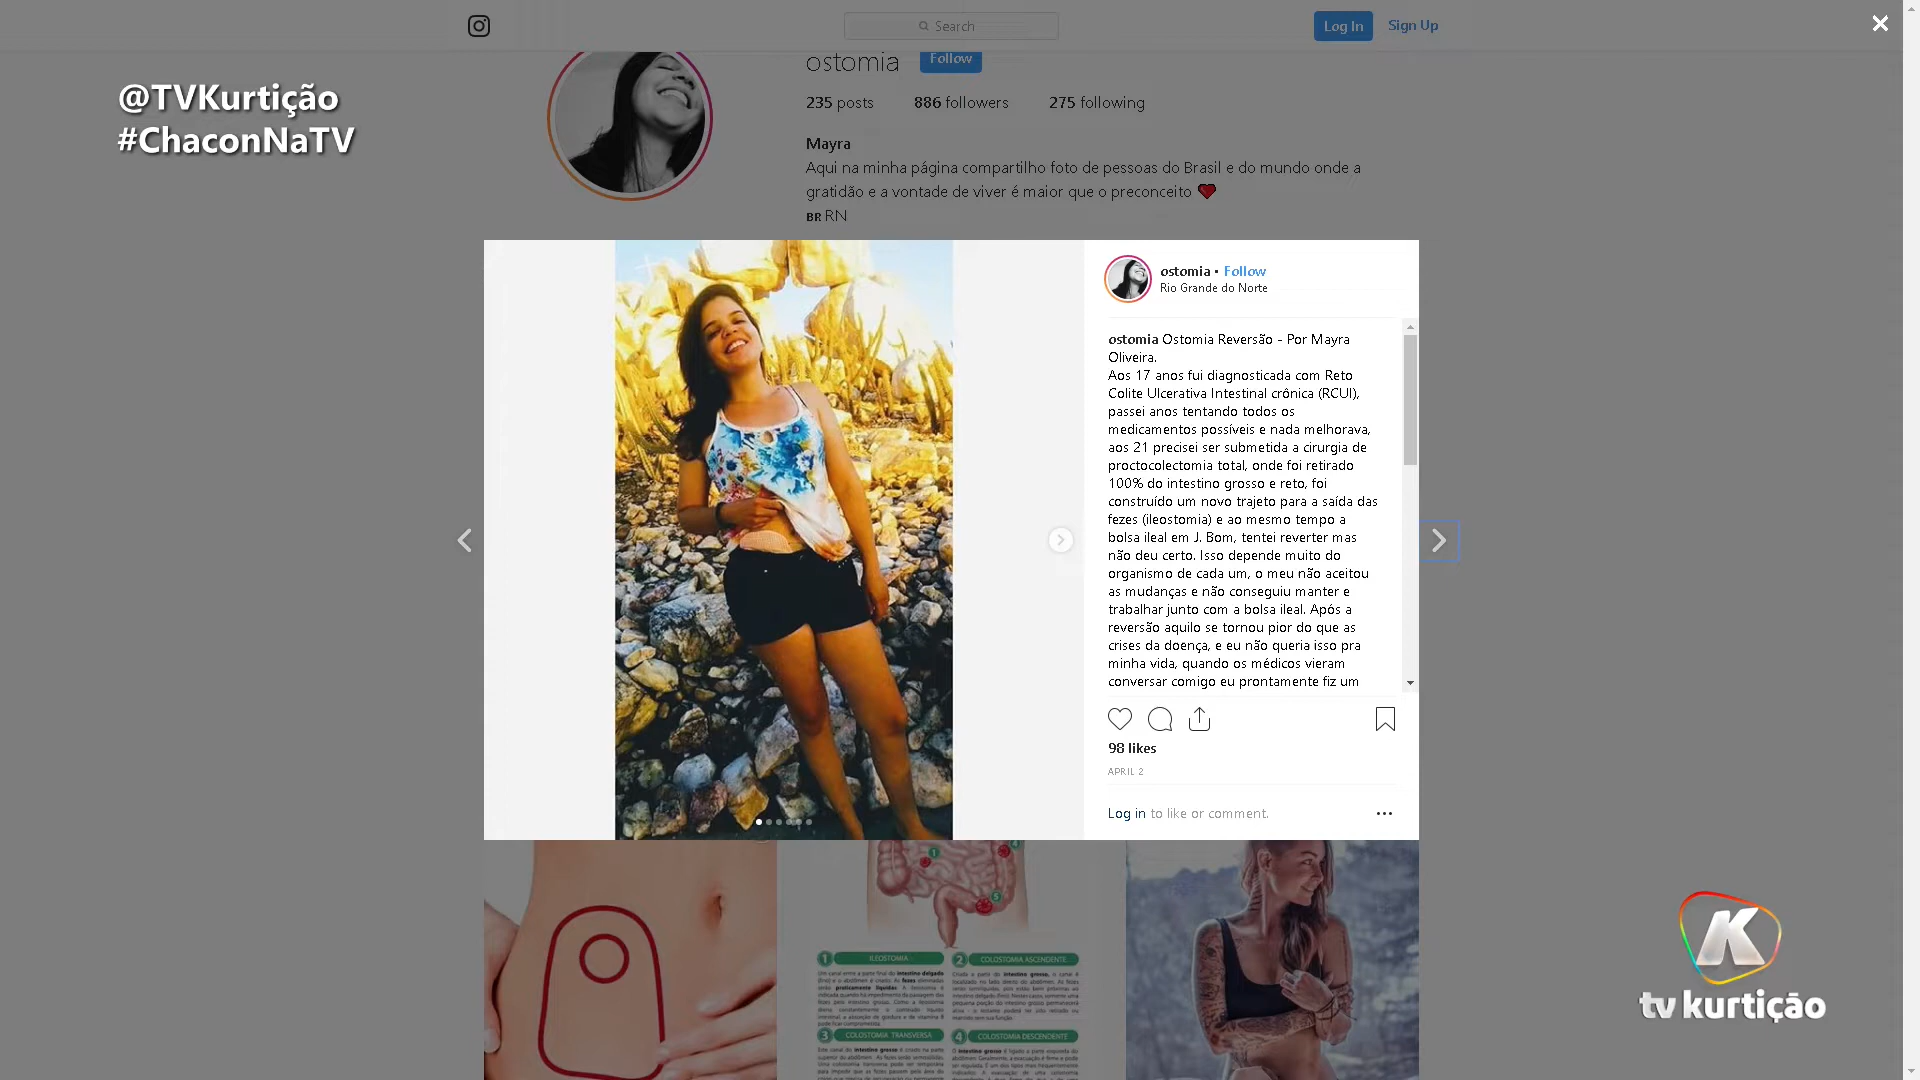 Search
Log In
Sign Up
ostomia
Follow
@TVKurtição
#ChaconNaTV
235 posts
886 followers
275 following
Mayra
Aqui na minha página compartilho foto de pessoas do Brasil e do mundo onde a
gratidão e a vontade de viver é maior que o preconceito
BR RN
ostomia • Follow
Rio Grande do Norte
ostomia Ostomia Reversão - Por Mayra
Oliveira.
Aos 17 anos fui diagnosticada com Reto
Colite Ulcerativa Intestinal crônica (RCUI),
passei anos tentando todos os
medicamentos possíveis e nada melhorava,
aos 21 precisei ser submetida a cirurgia de
proctocolectomia total, onde foi retirado
100% do intestino grosso e reto, foi
construído um novo trajeto para a saída das
fezes (ileostomia) e ao mesmo tempo a
bolsa ileal em J. Bom, tentei reverter mas
não deu certo. Isso depende muito do
organismo de cada um, o meu não aceitou
as mudanças e não conseguiu manter e
trabalhar junto com a bolsa ileal. Após a
reversão aquilo se tornou pior do que as
crises da doença, e eu não queria isso pra
minha vida, quando os médicos vieram
conversar comigo eu prontamente fiz um
98 likes
APRIL 2
Log in to like or comment.
1 ILEOSTOMIA
2 COLOSTOMIA ASCENDENTE
3 COLOSTOMIA TRANSVERSA
4 COLOSTOMIA DESCENDENTE
K
tv kurtição